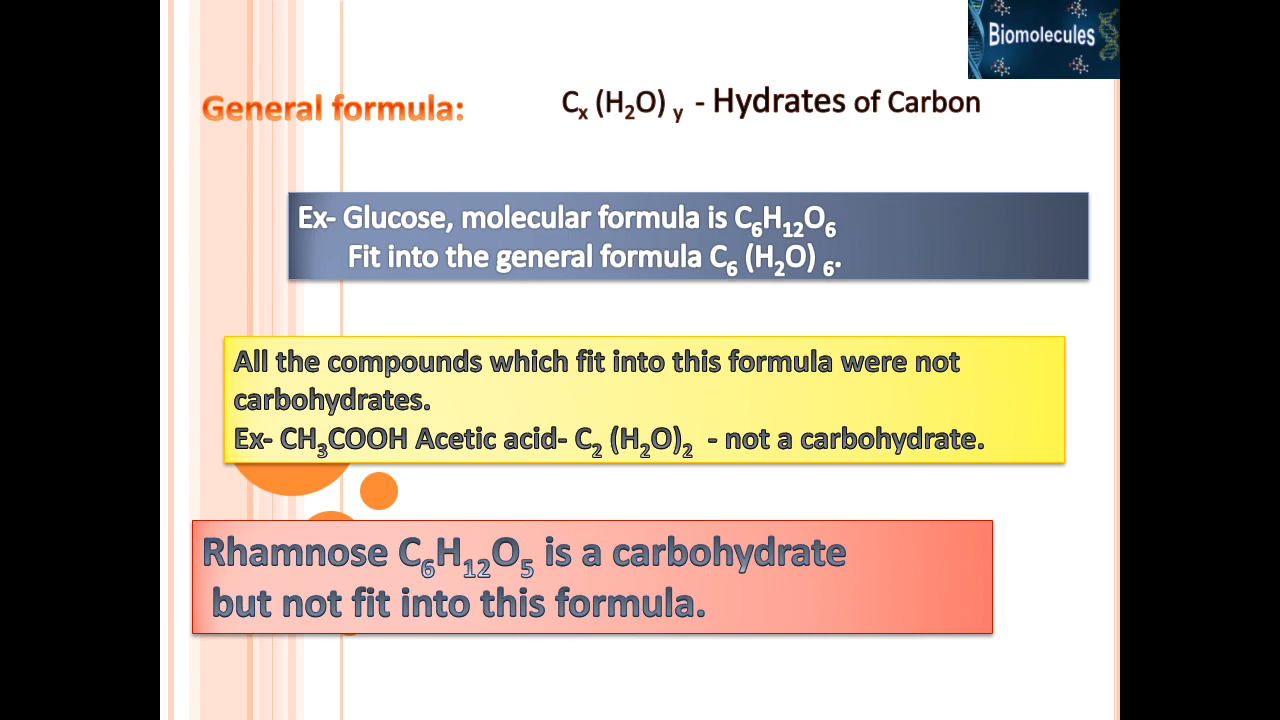 Biomolecules
General formula: Cₓ (H₂O) y - Hydrates of Carbon
Ex- Glucose, molecular formula is C₆H₁₂O₆
Fit into the general formula C₆ (H₂O) ₆.
All the compounds which fit into this formula were not
carbohydrates.
Ex- CH₃COOH Acetic acid- C₂ (H₂O)₂ - not a carbohydrate.
Rhamnose C₆H₁₂O₅ is a carbohydrate
but not fit into this formula.